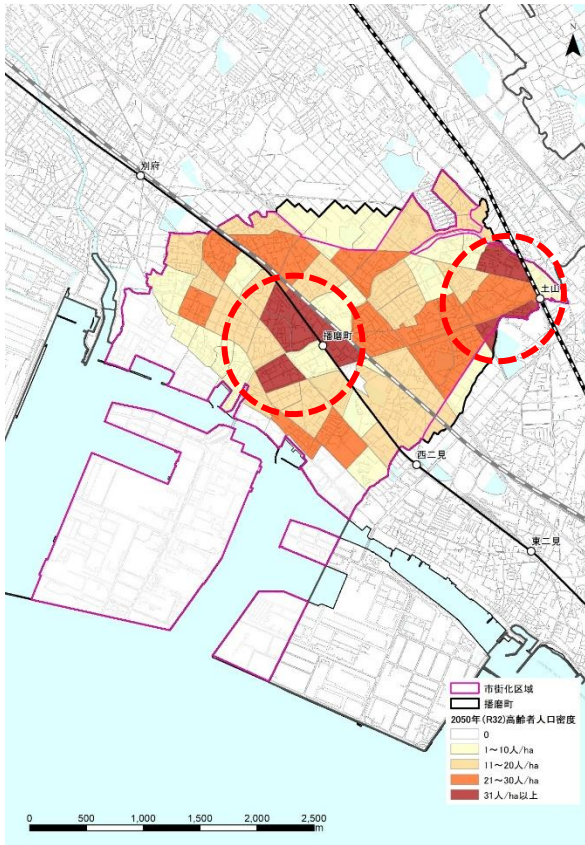 N
別府
土山
播磨町
西二見
東二見
市街化区域
播磨町
2050年(R32)高齢者人口密度
0
1～10人/ha
11～20人/ha
21～30人/ha
31人/ha以上
0 500 1,000 1,500 2,000 2,500
m